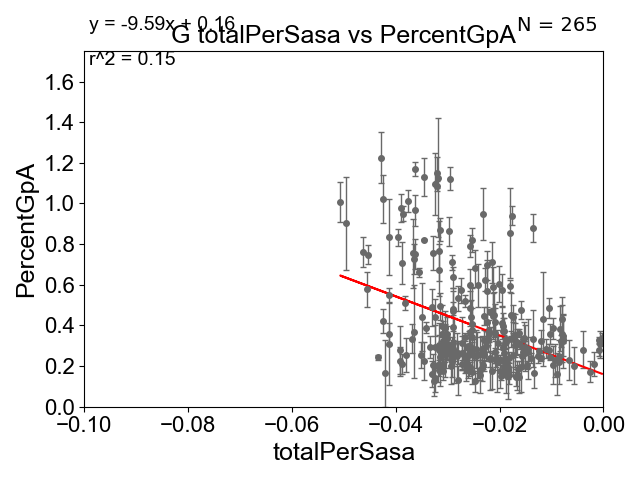 y = -9.59x + 0.16
N = 265
G totalPerSasa vs PercentGpA
r^2 = 0.15
PercentGpA
1.6
1.4
1.2
1.0
0.8
0.6
0.4
0.2
0.0
−0.10 −0.08 −0.06 −0.04 −0.02 0.00
totalPerSasa